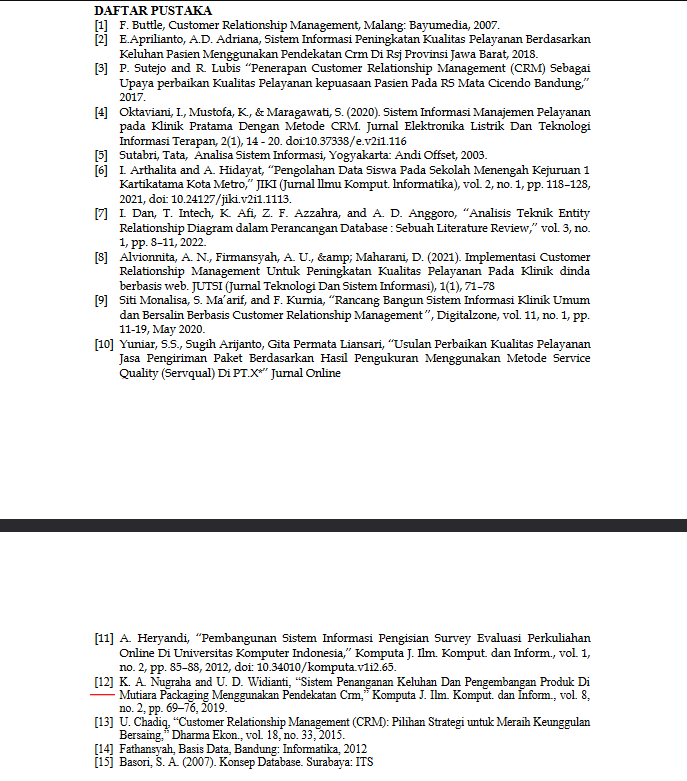 DAFTAR PUSTAKA
[1] F. Buttle, Customer Relationship Management, Malang: Bayumedia, 2007.
[2] E.Aprilianto, A.D. Adriana, Sistem Informasi Peningkatan Kualitas Pelayanan Berdasarkan
Keluhan Pasien Menggunakan Pendekatan Crm Di Rsj Provinsi Jawa Barat, 2018.
[3] P. Sutejo and R. Lubis “Penerapan Customer Relationship Management (CRM) Sebagai
Upaya perbaikan Kualitas Pelayanan kepuasaan Pasien Pada RS Mata Cicendo Bandung,”
2017.
[4] Oktaviani, I., Mustofa, K., & Maragawati, S. (2020). Sistem Informasi Manajemen Pelayanan
pada Klinik Pratama Dengan Metode CRM. Jurnal Elektronika Listrik Dan Teknologi
Informasi Terapan, 2(1), 14 - 20. doi:10.37338/e.v2i1.116
[5] Sutabri, Tata, Analisa Sistem Informasi, Yogyakarta: Andi Offset, 2003.
[6] I. Arthalita and A. Hidayat, “Pengolahan Data Siswa Pada Sekolah Menengah Kejuruan 1
Kartikatama Kota Metro,” JIKI (Jurnal llmu Komput. lnformatika), vol. 2, no. 1, pp. 118–128,
2021, doi: 10.24127/jiki.v2i1.1113.
[7] I. Dan, T. Intech, K. Afi, Z. F. Azzahra, and A. D. Anggoro, “Analisis Teknik Entity
Relationship Diagram dalam Perancangan Database : Sebuah Literature Review,” vol. 3, no.
1, pp. 8–11, 2022.
[8] Alvionnita, A. N., Firmansyah, A. U., &amp; Maharani, D. (2021). Implementasi Customer
Relationship Management Untuk Peningkatan Kualitas Pelayanan Pada Klinik dinda
berbasis web. JUTSI (Jurnal Teknologi Dan Sistem Informasi), 1(1), 71–78
[9] Siti Monalisa, S. Ma’arif, and F. Kurnia, “Rancang Bangun Sistem Informasi Klinik Umum
dan Bersalin Berbasis Customer Relationship Management”, Digitalzone, vol. 11, no. 1, pp.
11-19, May 2020.
[10] Yuniar, S.S., Sugih Arijanto, Gita Permata Liansari, “Usulan Perbaikan Kualitas Pelayanan
Jasa Pengiriman Paket Berdasarkan Hasil Pengukuran Menggunakan Metode Service
Quality (Servqual) Di PT.X*” Jurnal Online
[11] A. Heryandi, “Pembangunan Sistem Informasi Pengisian Survey Evaluasi Perkuliahan
Online Di Universitas Komputer Indonesia,” Komputa J. Ilm. Komput. dan Inform., vol. 1,
no. 2, pp. 85–88, 2012, doi: 10.34010/komputa.v1i2.65.
[12] K. A. Nugraha and U. D. Widianti, “Sistem Penanganan Keluhan Dan Pengembangan Produk Di
Mutiara Packaging Menggunakan Pendekatan Crm,” Komputa J. Ilm. Komput. dan Inform., vol. 8,
no. 2, pp. 69–76, 2019.
[13] U. Chadiq, “Customer Relationship Management (CRM): Pilihan Strategi untuk Meraih Keunggulan
Bersaing,” Dharma Ekon., vol. 18, no. 33, 2015.
[14] Fathansyah, Basis Data, Bandung: Informatika, 2012
[15] Basori, S. A. (2007). Konsep Database. Surabaya: ITS